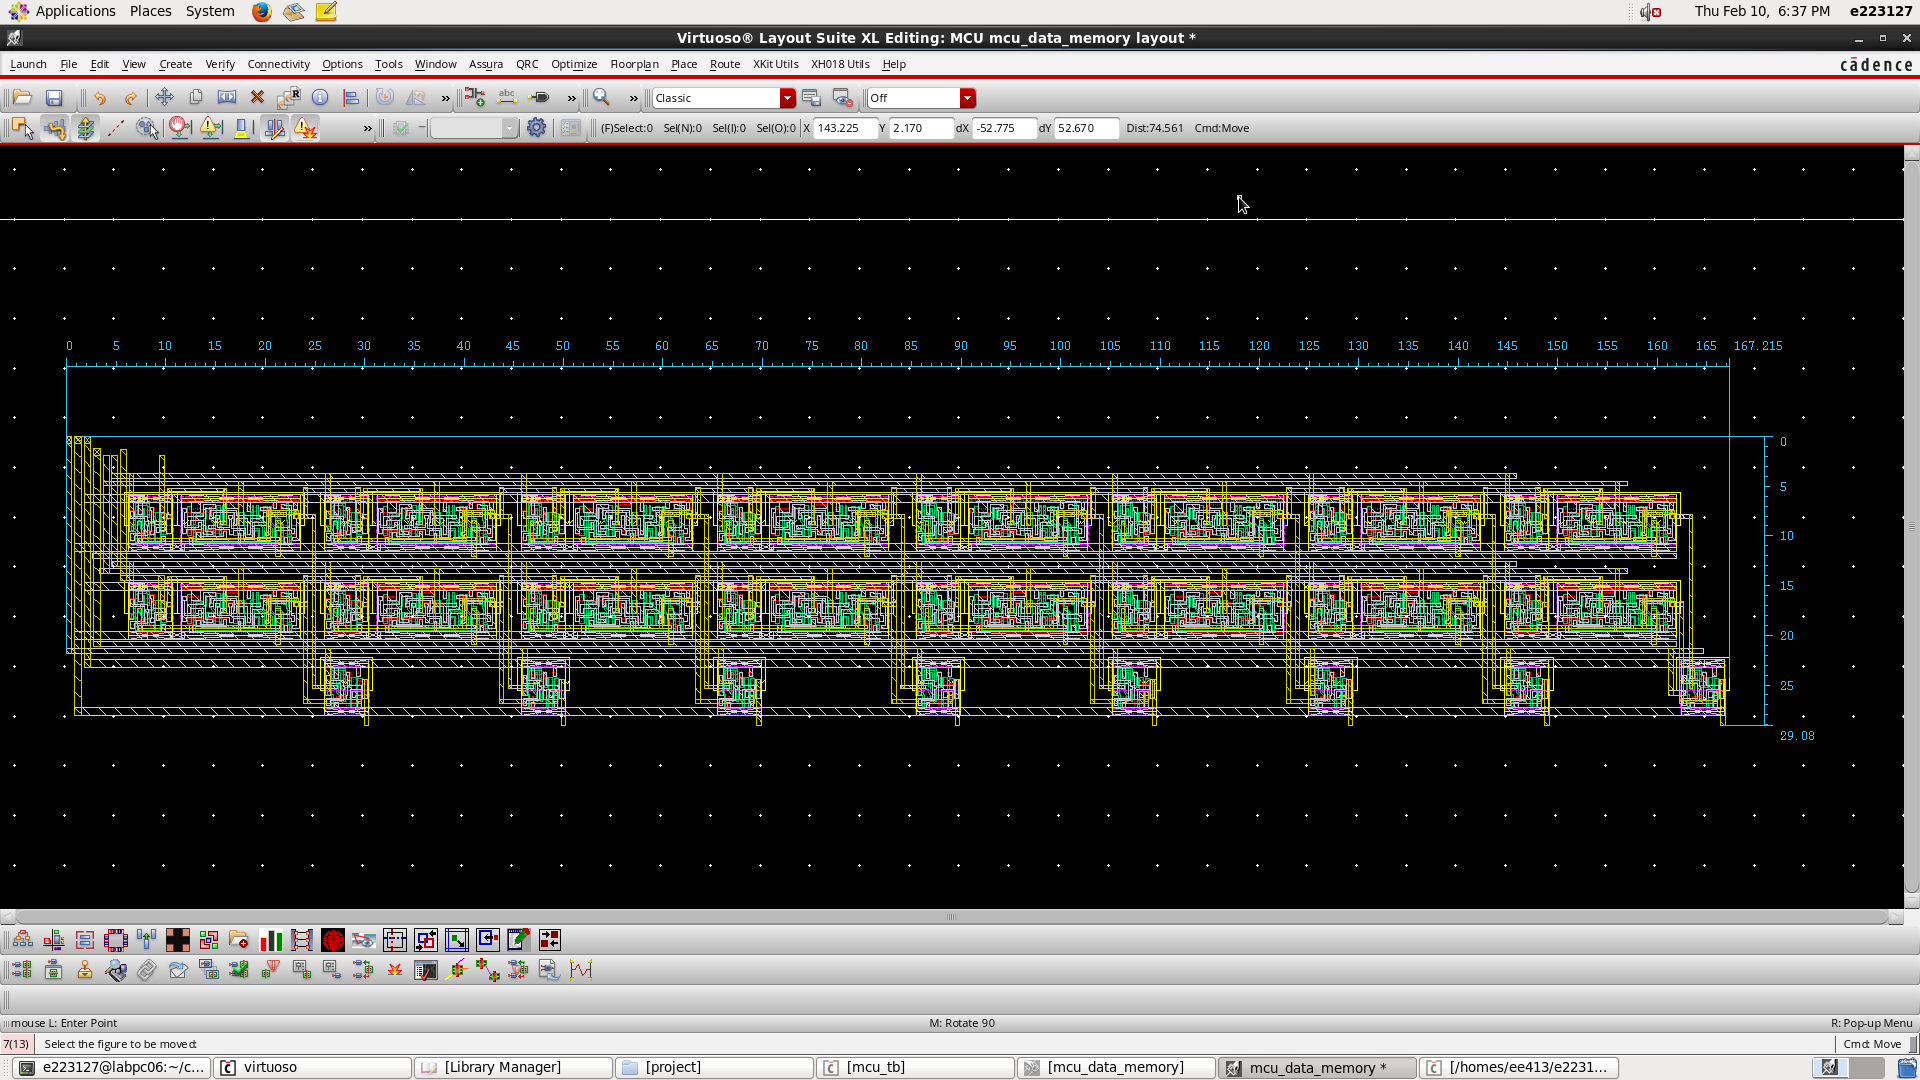 Applications Places System Thu Feb 10, 6:37 PM e223127
Virtuoso® Layout Suite XL Editing: MCU mcu_data_memory layout *
Launch File Edit View Create Verify Connectivity Options Tools Window Assura QRC Optimize Floorplan Place Route XKit Utils XH018 Utils Help cādence
» » » Classic Off
» (F)Select:0 Sel(N):0 Sel(I):0 Sel(O):0 X 143.225 Y 2.170 dX -52.775 dY 52.670 Dist:74.561 Cmd:Move
0 5 10 15 20 25 30 35 40 45 50 55 60 65 70 75 80 85 90 95 100 105 110 115 120 125 130 135 140 145 150 155 160 165 167.215
0
5
10
15
20
25
29.08
mouse L: Enter Point M: Rotate 90 R: Pop-up Menu
7(13) Select the figure to be moved: Cmd: Move
e223127@labpc06:~/c... virtuoso [Library Manager] [project] [mcu_tb] [mcu_data_memory] mcu_data_memory * [/homes/ee413/e2231...